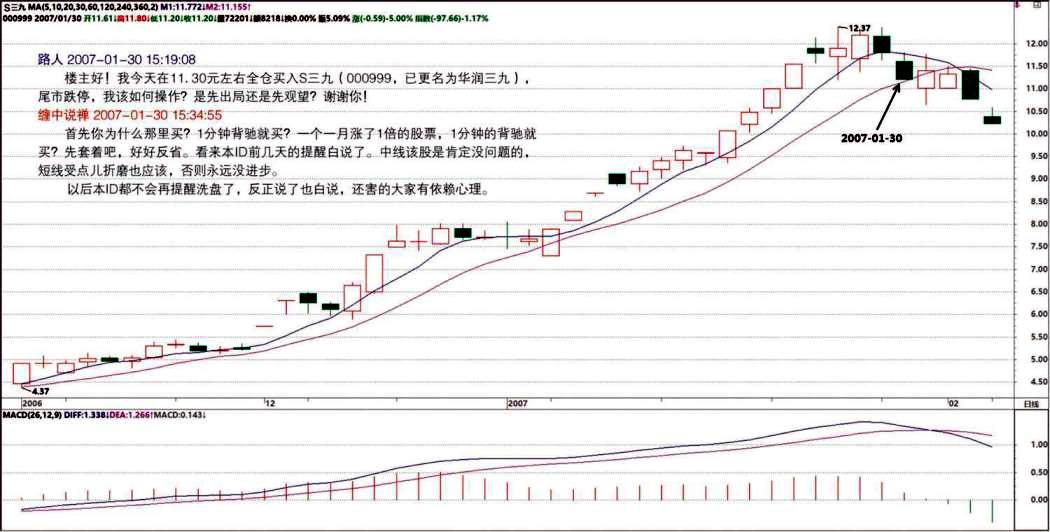 S三九 MA(5,10,20,30,60,120,240,360,2) M1:11.772↓M2:11.155↑
000999 2007/01/30 开11.61↓高11.80↓低11.20↓收11.20↓量72201↓额8218↓换0.00% 振5.09% 涨(-0.59)-5.00% 指数(-97.66)-1.17%
12.37
路人 2007-01-30 15:19:08
楼主好！我今天在11.30元左右全仓买入S三九（000999，已更名为华润三九），
尾市跌停，我该如何操作？是先出局还是先观望？谢谢你！
缠中说禅 2007-01-30 15:34:55
首先你为什么那里买？1分钟背驰就买？一个一月涨了1倍的股票，1分钟的背驰就
买？先套着吧，好好反省。看来本ID前几天的提醒白说了。中线该股是肯定没问题的，
短线受点儿折磨也应该，否则永远没进步。
以后本ID都不会再提醒洗盘了，反正说了也白说，还害的大家有依赖心理。
2007-01-30
12.00
11.50
11.00
10.50
10.00
9.50
9.00
8.50
8.00
7.50
7.00
6.50
6.00
5.50
5.00
4.50
4.37
2006
12
2007
02
日线
MACD(26,12,9) DIFF:1.338↓DEA:1.266↑MACD:0.143↓
1.00
0.50
0.00